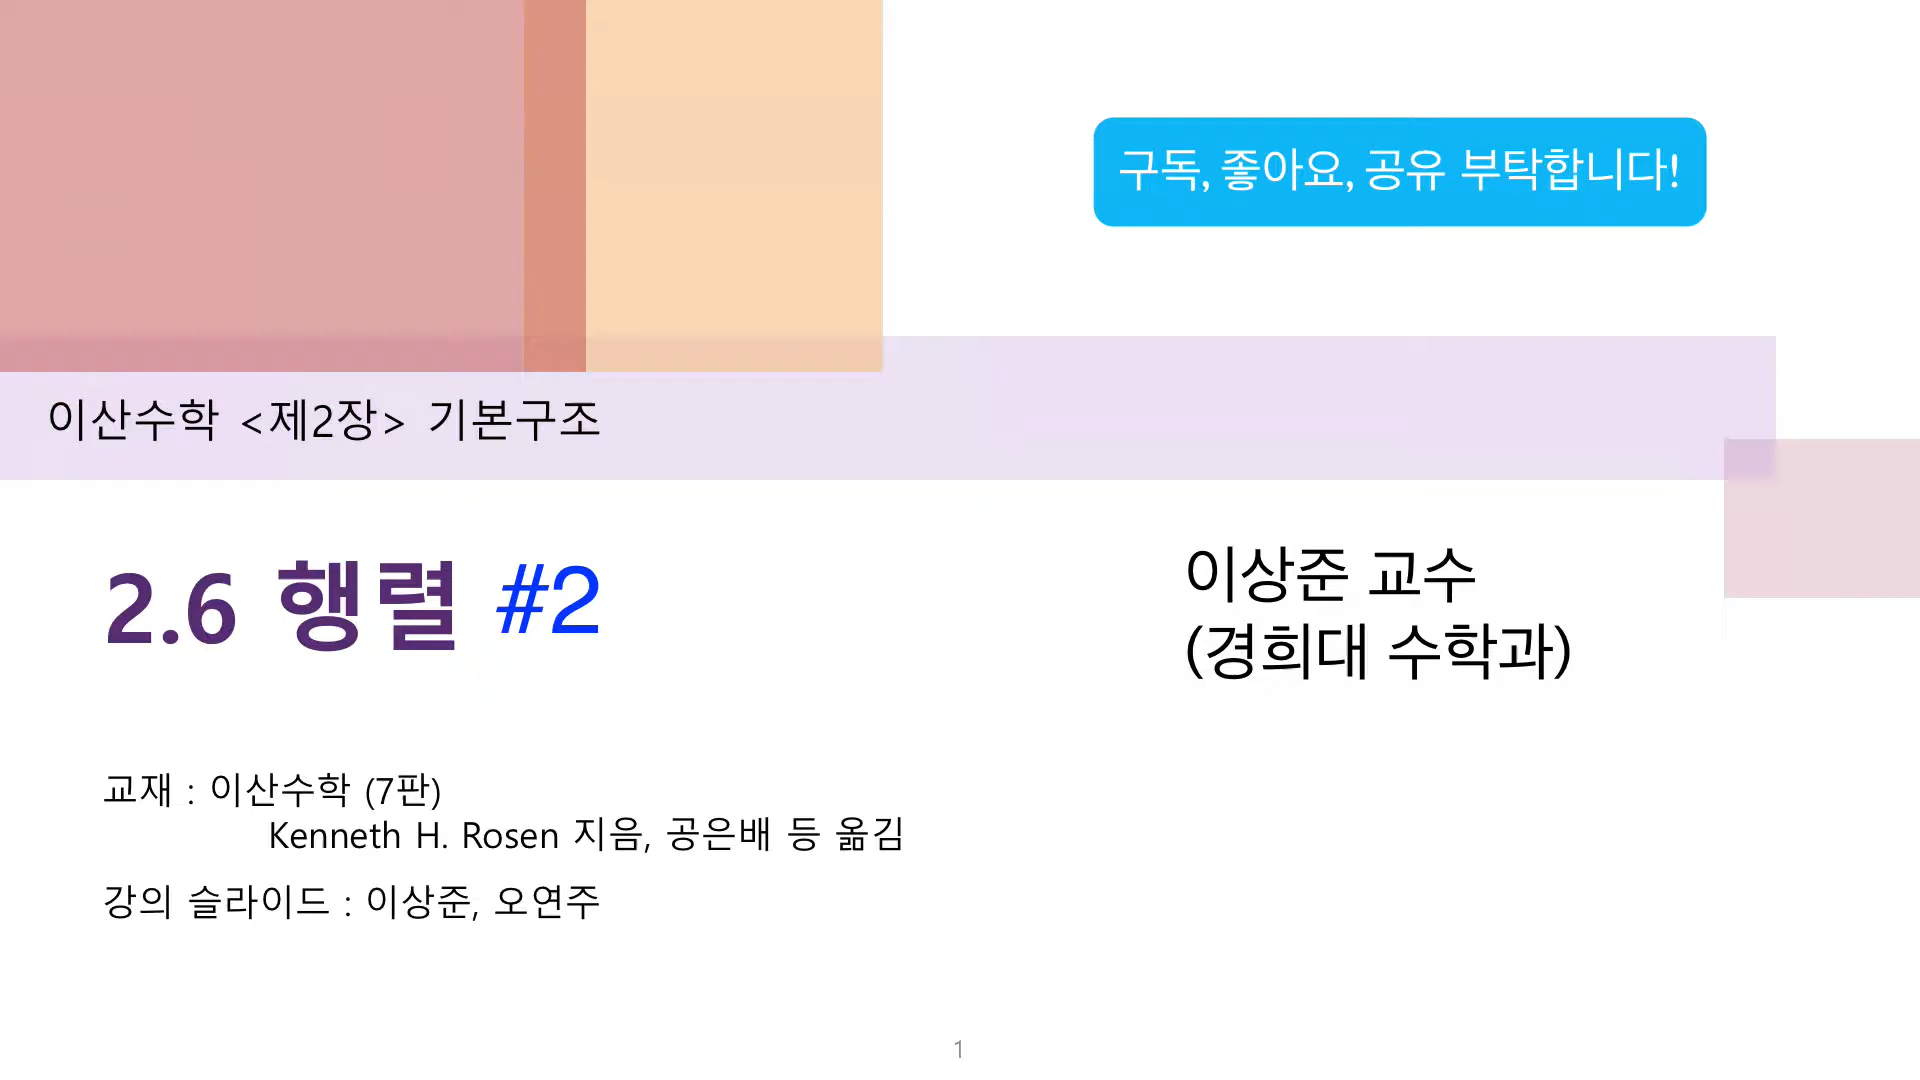 구독, 좋아요, 공유 부탁합니다!
이산수학 <제2장> 기본구조
2.6 행렬 #2
이상준 교수
(경희대 수학과)
교재 : 이산수학 (7판)
Kenneth H. Rosen 지음, 공은배 등 옮김
강의 슬라이드 : 이상준, 오연주
1